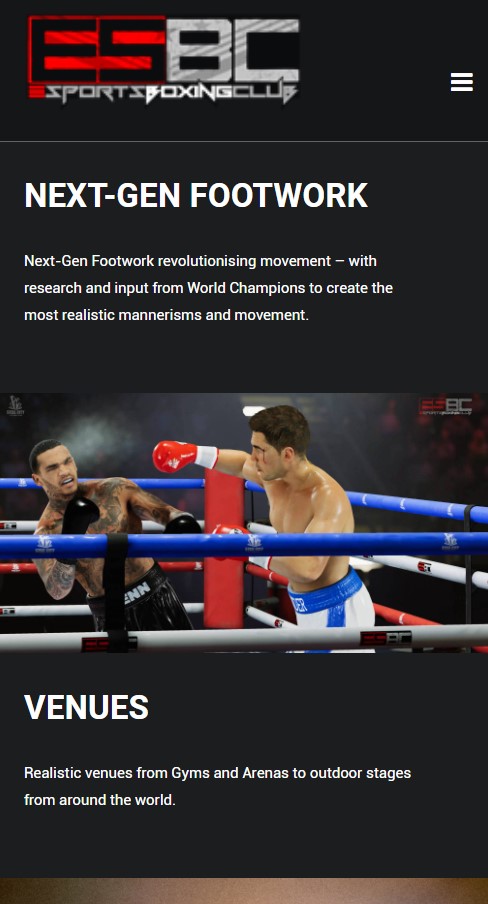 ESBC
ESPORTSBOXINGCLUB
NEXT-GEN FOOTWORK
Next-Gen Footwork revolutionising movement – with
research and input from World Champions to create the
most realistic mannerisms and movement.
ESBC
ESBC
VENUES
Realistic venues from Gyms and Arenas to outdoor stages
from around the world.